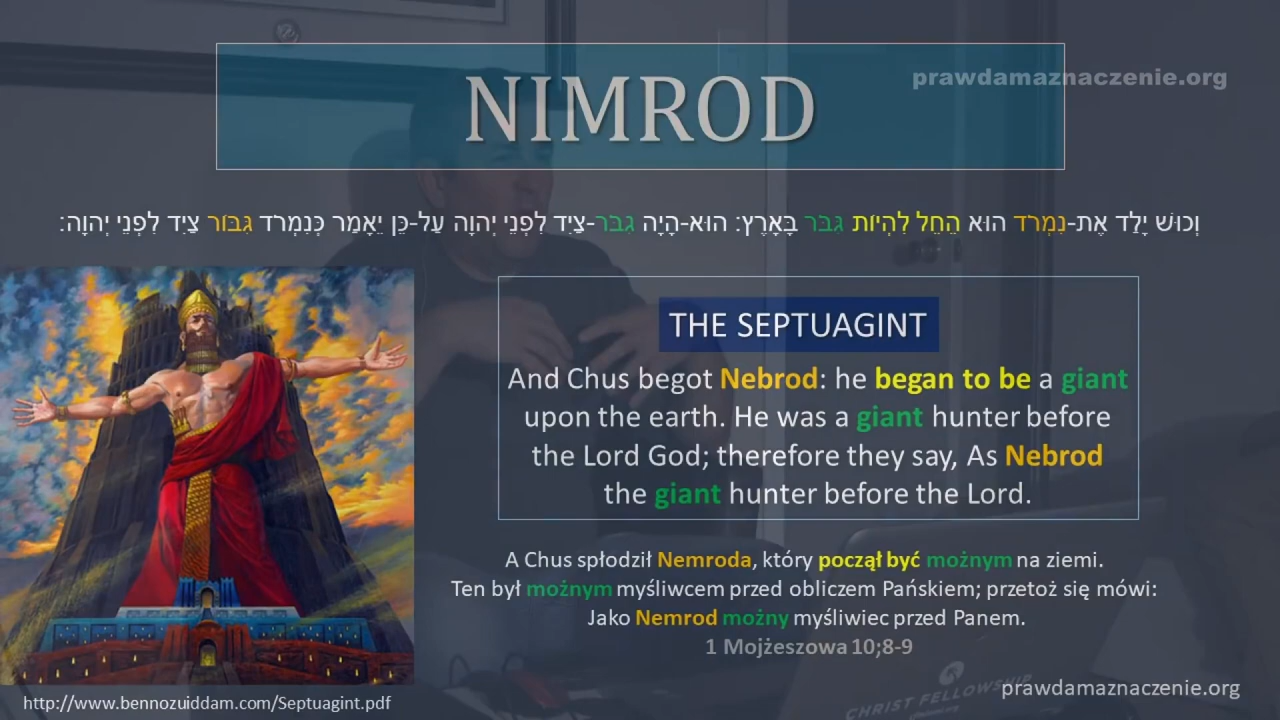 NIMROD
prawdamaznaczenie.org
וְכוּשׁ יָלַד אֶת-נִמְרֹד הוּא הֵחֵל לִהְיוֹת גִּבֹּר בָּאָרֶץ׃ הוּא-הָיָה גִבֹּר-צַיִד לִפְנֵי יְהוָה עַל-כֵּן יֵאָמַר כְּנִמְרֹד גִּבּוֹר צַיִד לִפְנֵי יְהוָה׃
THE SEPTUAGINT
And Chus begot Nebrod: he began to be a giant
upon the earth. He was a giant hunter before
the Lord God; therefore they say, As Nebrod
the giant hunter before the Lord.
A Chus spłodził Nemroda, który począł być możnym na ziemi.
Ten był możnym myśliwcem przed obliczem Pańskiem; przetoż się mówi:
Jako Nemrod możny myśliwiec przed Panem.
1 Mojżeszowa 10;8-9
CHRIST FELLOWSHIP
prawdamaznaczenie.org
http://www.bennozuiddam.com/Septuagint.pdf